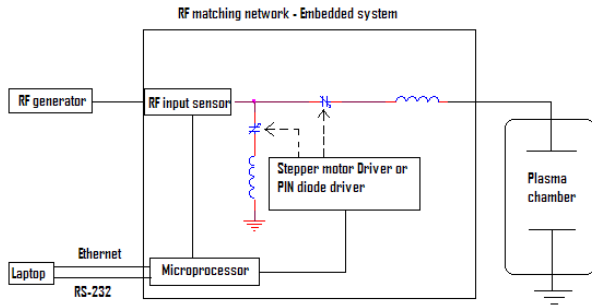 RF matching network - Embedded system
RF generator
RF input sensor
Stepper motor Driver or
PIN diode driver
Plasma
chamber
Ethernet
Laptop
RS-232
Microprocessor